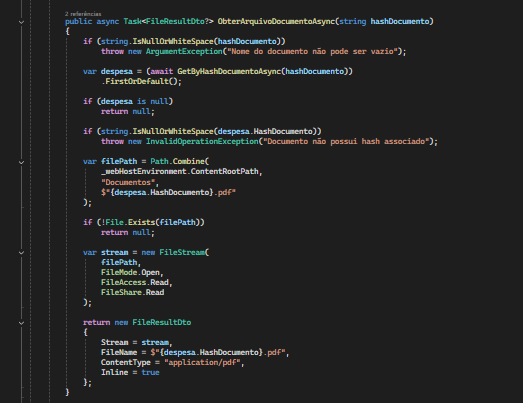 2 referências
public async Task<FileResultDto?> ObterArquivoDocumentoAsync(string hashDocumento)
{
if (string.IsNullOrWhiteSpace(hashDocumento))
throw new ArgumentException("Nome do documento não pode ser vazio");
var despesa = (await GetByHashDocumentoAsync(hashDocumento))
.FirstOrDefault();
if (despesa is null)
return null;
if (string.IsNullOrWhiteSpace(despesa.HashDocumento))
throw new InvalidOperationException("Documento não possui hash associado");
var filePath = Path.Combine(
_webHostEnvironment.ContentRootPath,
"Documentos",
$"{despesa.HashDocumento}.pdf"
);
if (!File.Exists(filePath))
return null;
var stream = new FileStream(
filePath,
FileMode.Open,
FileAccess.Read,
FileShare.Read
);
return new FileResultDto
{
Stream = stream,
FileName = $"{despesa.HashDocumento}.pdf",
ContentType = "application/pdf",
Inline = true
};
}